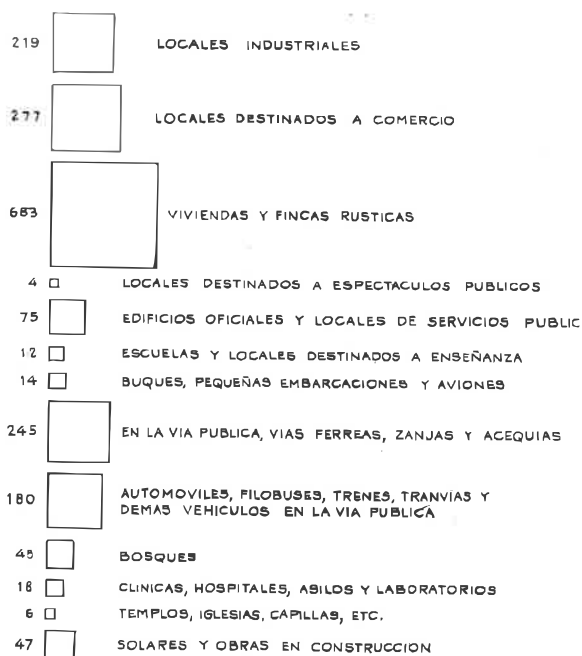 219 LOCALES INDUSTRIALES
277 LOCALES DESTINADOS A COMERCIO
683 VIVIENDAS Y FINCAS RUSTICAS
4 LOCALES DESTINADOS A ESPECTACULOS PUBLICOS
75 EDIFICIOS OFICIALES Y LOCALES DE SERVICIOS PUBLIC
12 ESCUELAS Y LOCALES DESTINADOS A ENSEÑANZA
14 BUQUES, PEQUEÑAS EMBARCACIONES Y AVIONES
245 EN LA VIA PUBLICA, VIAS FERREAS, ZANJAS Y ACEQUIAS
180 AUTOMOVILES, FILOBUSES, TRENES, TRANVIAS Y
DEMAS VEHICULOS EN LA VIA PUBLICA
BOSQUES
18 CLINICAS, HOSPITALES, ASILOS Y LABORATORIOS
6 TEMPLOS, IGLESIAS, CAPILLAS, ETC.
47 SOLARES Y OBRAS EN CONSTRUCCION